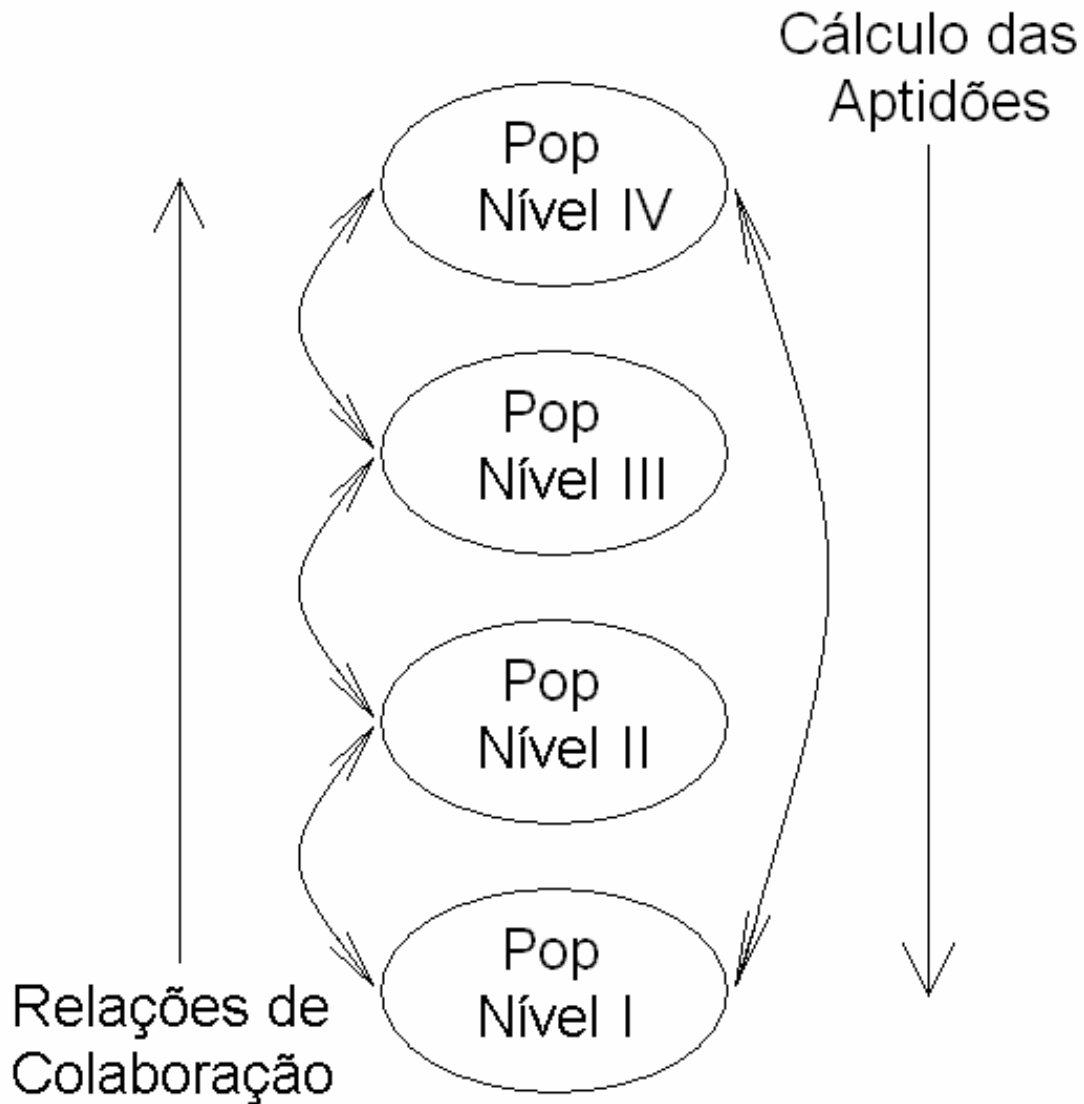 Cálculo das
Aptidões
Pop
Nível IV
Pop
Nível III
Pop
Nível II
Pop
Nível I
Relações de
Colaboração